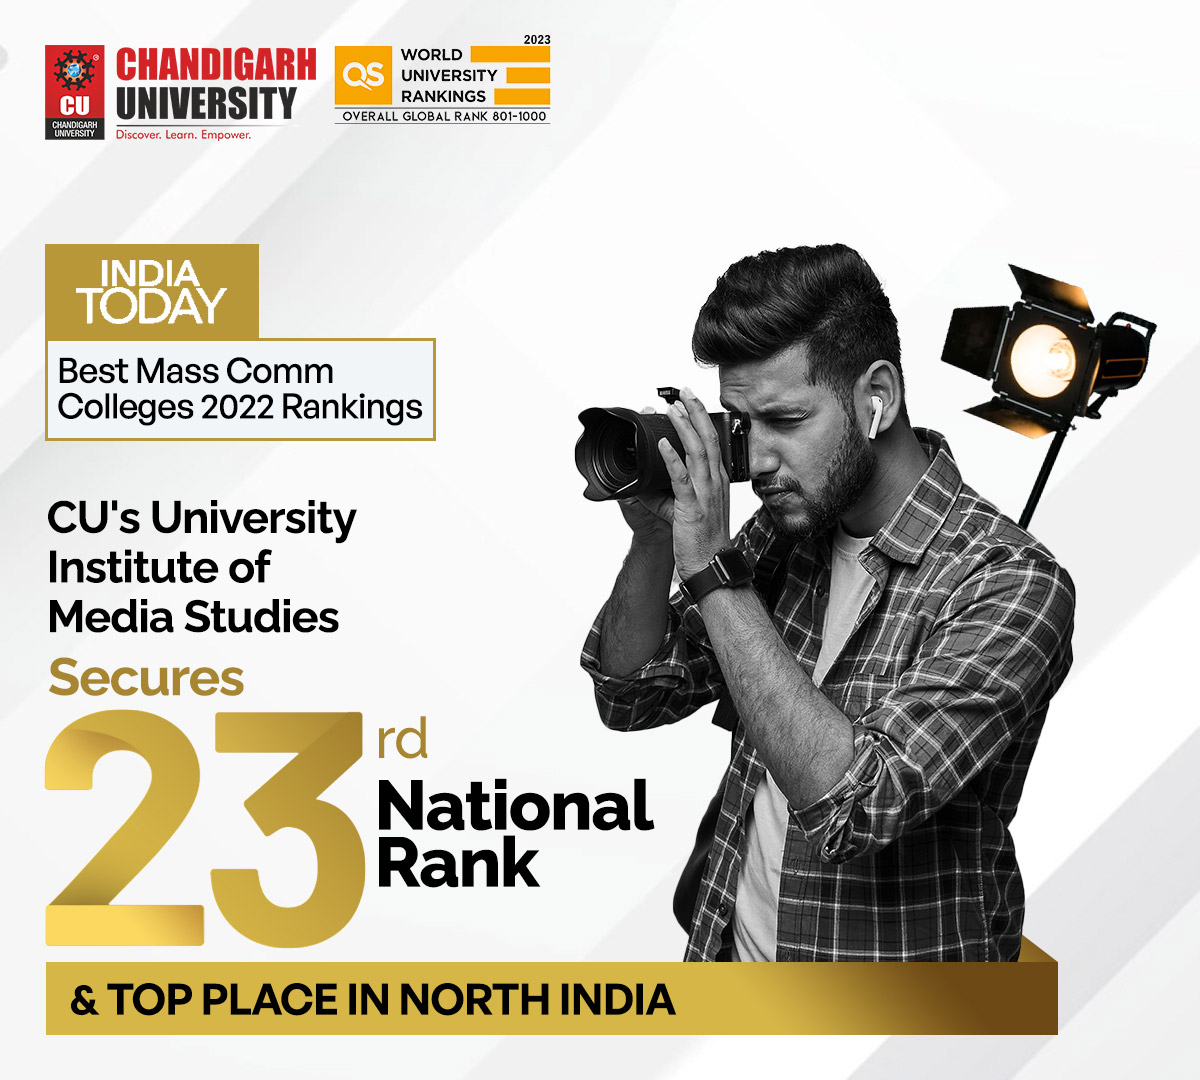 CU
CHANDIGARH
UNIVERSITY
®
CHANDIGARH
UNIVERSITY
Discover. Learn. Empower.
2023
QS
WORLD
UNIVERSITY
RANKINGS
OVERALL GLOBAL RANK 801-1000
INDIA
TODAY
Best Mass Comm
Colleges 2022 Rankings
CU's University
Institute of
Media Studies
Secures
23rd
National
Rank
& TOP PLACE IN NORTH INDIA